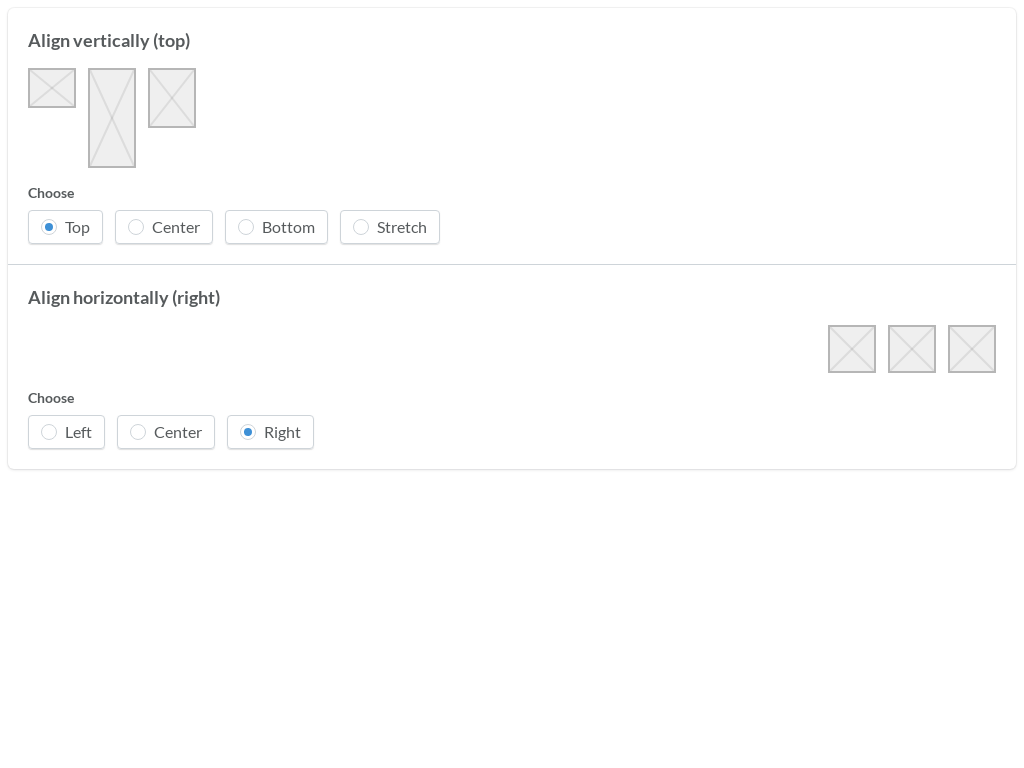 Align vertically (top)
Choose
Top Center Bottom Stretch
Align horizontally (right)
Choose
Left Center Right